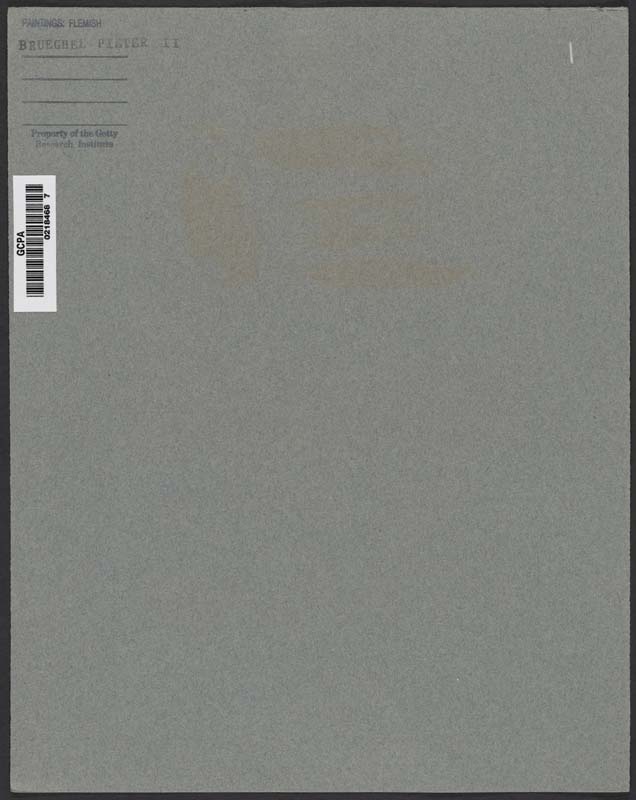 PAINTINGS: FLEMISH
BRUEGHEL PIETER II
Property of the Getty
Research Institute
GCPA
0218468 7